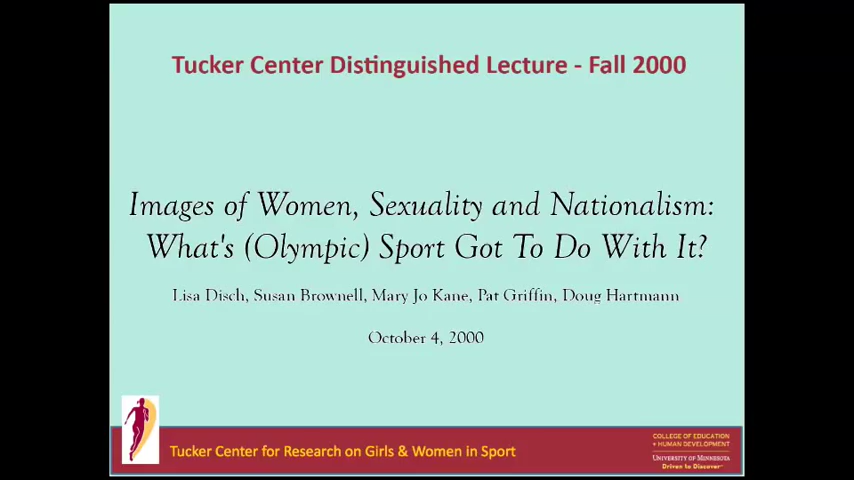 Tucker Center Distinguished Lecture - Fall 2000
Images of Women, Sexuality and Nationalism:
What's (Olympic) Sport Got To Do With It?
Lisa Disch, Susan Brownell, Mary Jo Kane, Pat Griffin, Doug Hartmann
October 4, 2000
Tucker Center for Research on Girls & Women in Sport
COLLEGE OF EDUCATION
+ HUMAN DEVELOPMENT
UNIVERSITY OF MINNESOTA
Driven to Discover℠